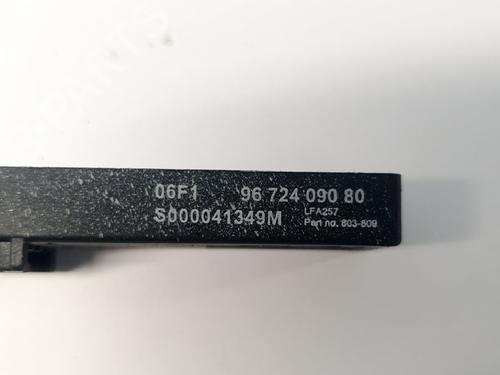 06F1 96 724 090 80
S000041349M
LFA257
Part no. 803-809